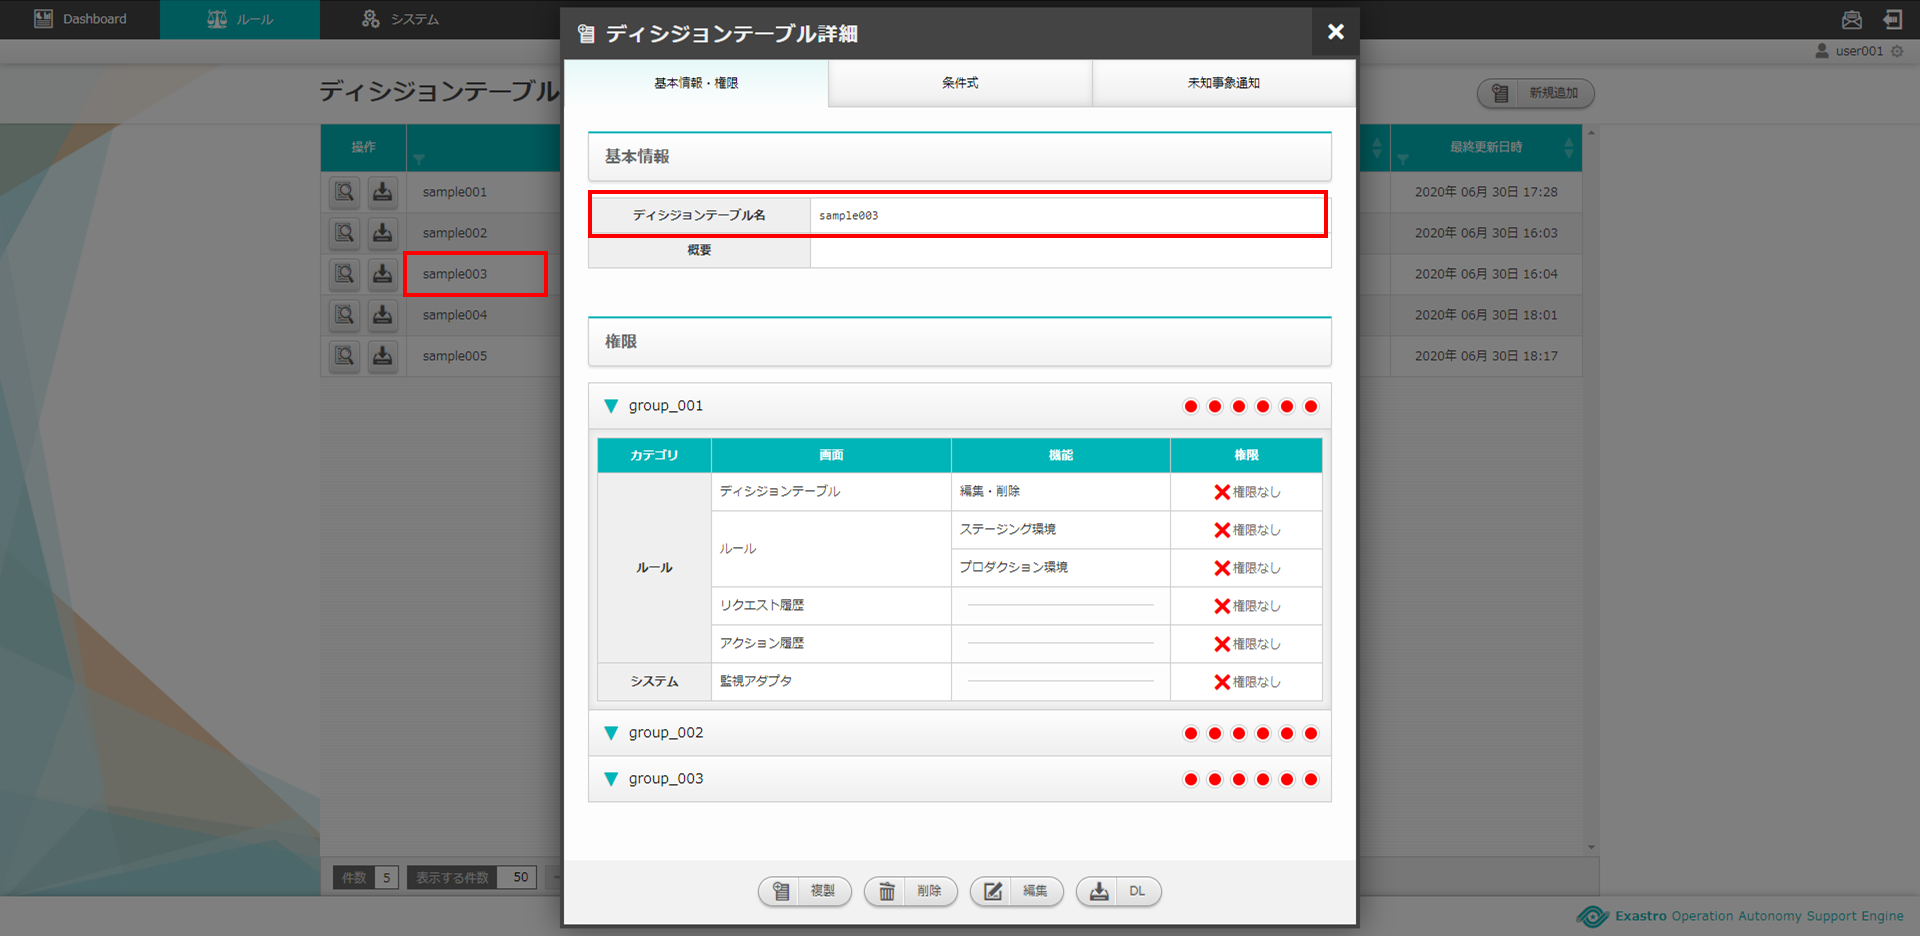 Dashboard
ルール
システム
user001
ディシジョンテーブル
新規追加
操作
最終更新日時
sample001
2020年 06月 30日 17:28
sample002
2020年 06月 30日 16:03
sample003
2020年 06月 30日 16:04
sample004
2020年 06月 30日 18:01
sample005
2020年 06月 30日 18:17
件数 5 表示する件数 50
ディシジョンテーブル詳細
基本情報・権限
条件式
未知事象通知
基本情報
ディシジョンテーブル名 sample003
概要
権限
group_001
カテゴリ 画面 機能 権限
ルール
ディシジョンテーブル 編集・削除 権限なし
ルール
ステージング環境 権限なし
プロダクション環境 権限なし
リクエスト履歴 権限なし
アクション履歴 権限なし
システム 監視アダプタ 権限なし
group_002
group_003
複製
削除
編集
DL
Exastro Operation Autonomy Support Engine